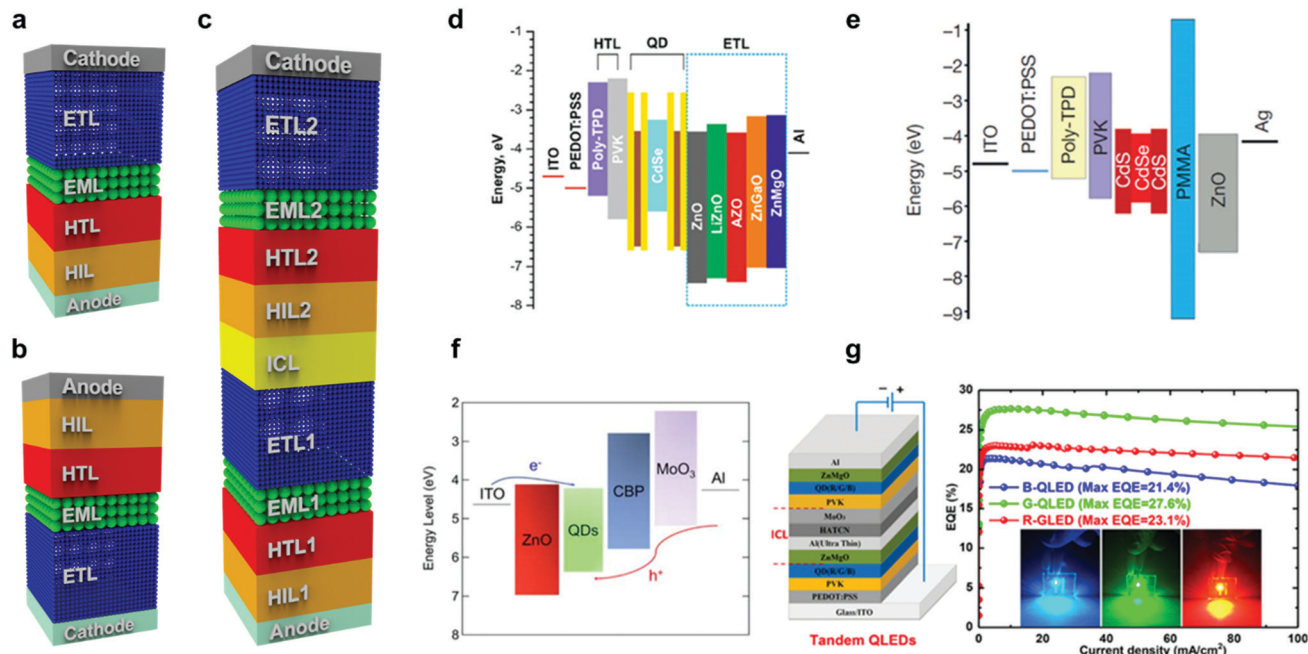 a
Cathode
ETL
EML
HTL
HIL
Anode
b
Anode
HIL
HTL
EML
ETL
Cathode
c
Cathode
ETL2
EML2
HTL2
HIL2
ICL
ETL1
EML1
HTL1
HIL1
Anode
d
HTL
QD
ETL
-1
-2
-3
-4
-5
-6
-7
-8
Energy, eV
ITO
PEDOT:PSS
Poly-TPD
PVK
CdSe
ZnO
LiZnO
AZO
ZnGaO
ZnMgO
Al
e
–1
–2
–3
–4
–5
–6
–7
–8
–9
Energy (eV)
ITO
PEDOT:PSS
Poly-TPD
PVK
CdS
CdSe
CdS
PMMA
ZnO
Ag
f
2
3
4
5
6
7
8
Energy Level (eV)
ITO
e-
ZnO
QDs
CBP
MoO3
Al
h+
g
– +
Al
ZnMgO
QD(R/G/B)
PVK
MoO3
HATCN
Al(Ultra Thin)
ZnMgO
QD(R/G/B)
PVK
PEDOT:PSS
Glass/ITO
ICL
Tandem QLEDs
30
25
20
15
10
5
0
EQE (%)
B-QLED (Max EQE=21.4%)
G-QLED (Max EQE=27.6%)
R-GLED (Max EQE=23.1%)
0 20 40 60 80 100
Current density (mA/cm2)